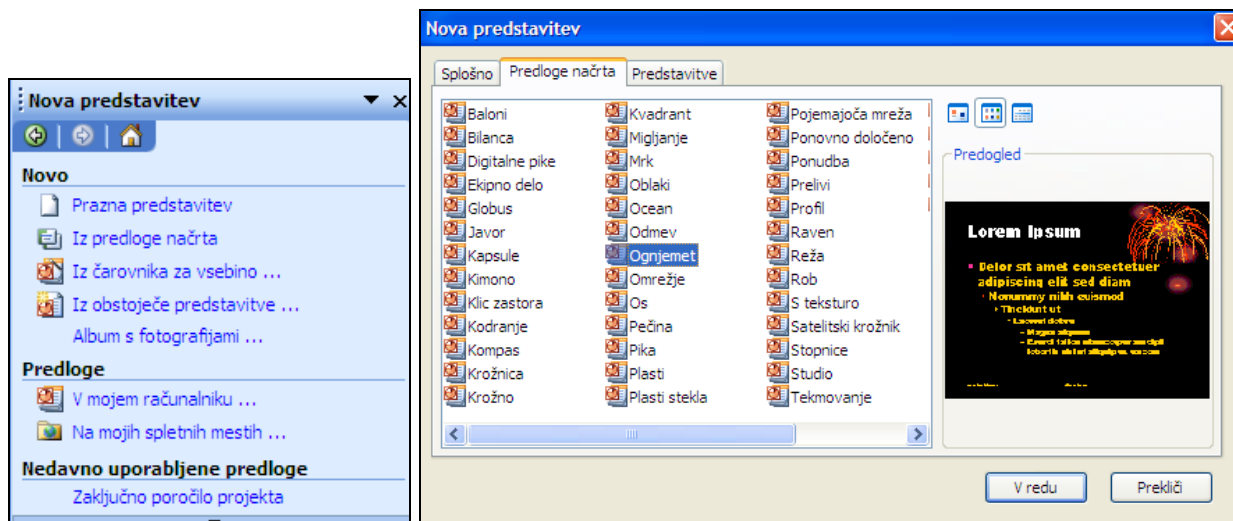 Nova predstavitev
Novo
Prazna predstavitev
Iz predloge načrta
Iz čarovnika za vsebino ...
Iz obstoječe predstavitve ...
Album s fotografijami ...
Predloge
V mojem računalniku ...
Na mojih spletnih mestih ...
Nedavno uporabljene predloge
Zaključno poročilo projekta
Nova predstavitev
Splošno
Predloge načrta
Predstavitve
Baloni
Bilanca
Digitalne pike
Ekipno delo
Globus
Javor
Kapsule
Kimono
Klic zastora
Kodranje
Kompas
Krožnica
Krožno
Kvadrant
Migljanje
Mrk
Oblaki
Ocean
Odmev
Ognjemet
Omrežje
Os
Pečina
Pika
Plasti
Plasti stekla
Pojemajoča mreža
Ponovno določeno
Ponudba
Prelivi
Profil
Raven
Reža
Rob
S teksturo
Satelitski krožnik
Stopnice
Studio
Tekmovanje
Predogled
Lorem Ipsum
Delor sit amet consectetuer
adipiscing elit sed diam
Nonummy nibh euismod
Tincidunt ut
V redu
Prekliči